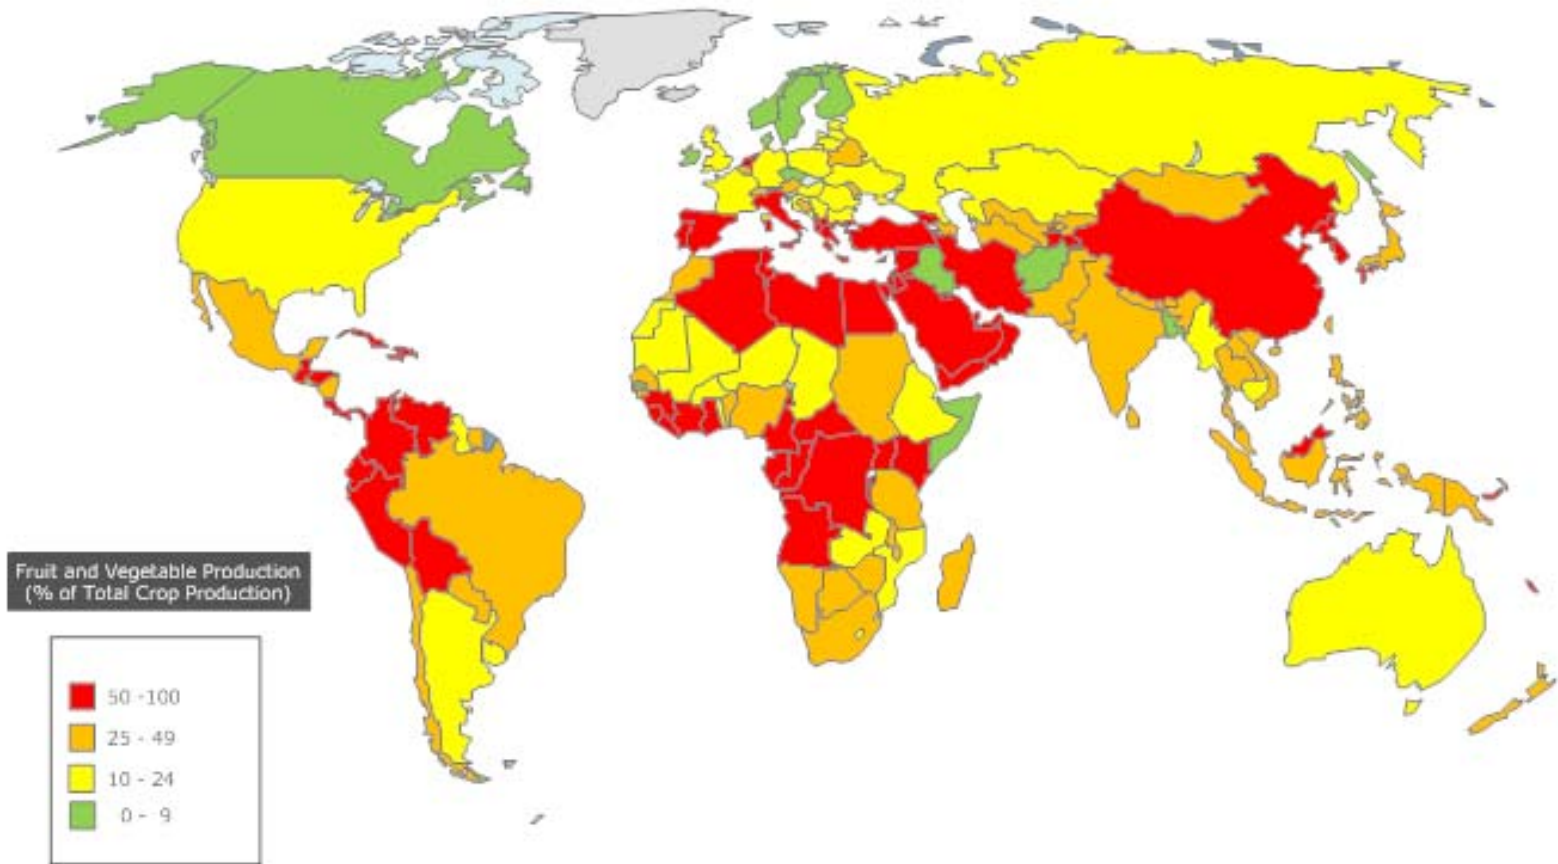 Fruit and Vegetable Production
(% of Total Crop Production)
50 -100
25 - 49
10 - 24
0 - 9